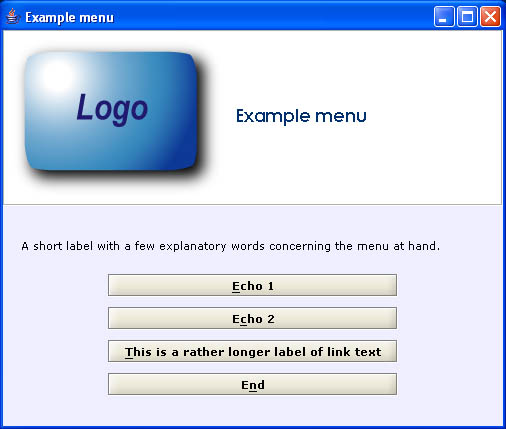 Example menu
Logo
Example menu
A short label with a few explanatory words concerning the menu at hand.
Echo 1
Echo 2
This is a rather longer label of link text
End